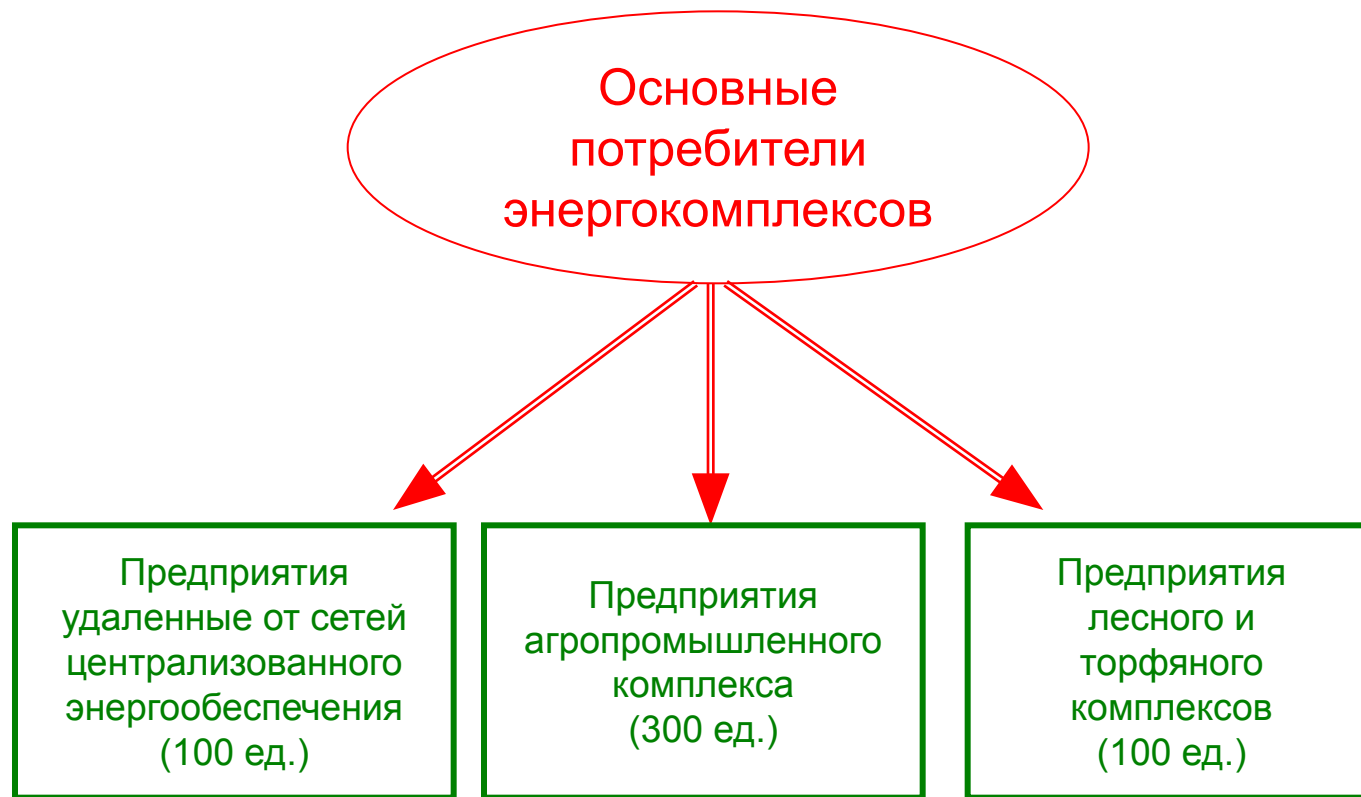 Основные
потребители
энергокомплексов
Предприятия
удаленные от сетей
централизованного
энергообеспечения
(100 ед.)
Предприятия
агропромышленного
комплекса
(300 ед.)
Предприятия
лесного и
торфяного
комплексов
(100 ед.)